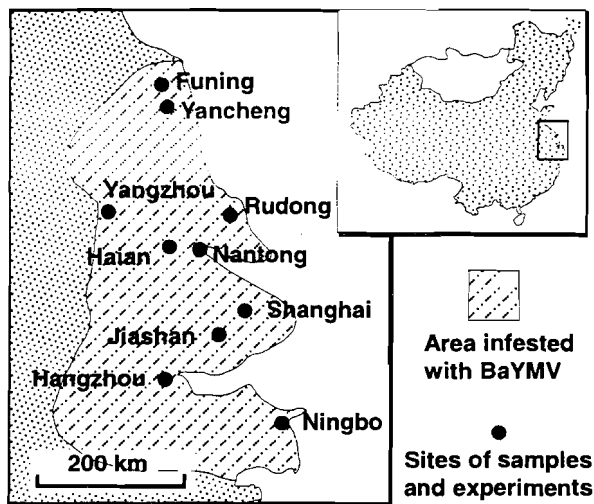 Funing
Yancheng
Yangzhou
Rudong
Haian
Nantong
Shanghai
Jiashan
Hangzhou
Ningbo
200 km
Area infested
with BaYMV
Sites of samples
and experiments